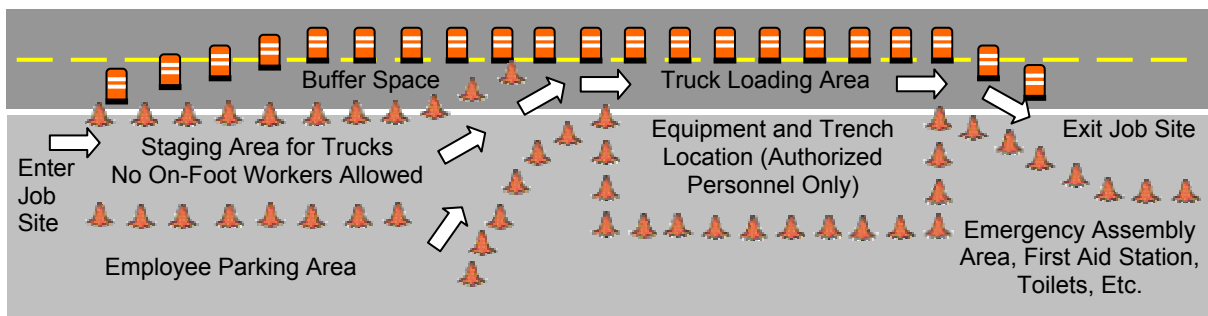 Buffer Space
Truck Loading Area
Enter
Job
Site
Staging Area for Trucks
No On-Foot Workers Allowed
Equipment and Trench
Location (Authorized
Personnel Only)
Exit Job Site
Employee Parking Area
Emergency Assembly
Area, First Aid Station,
Toilets, Etc.